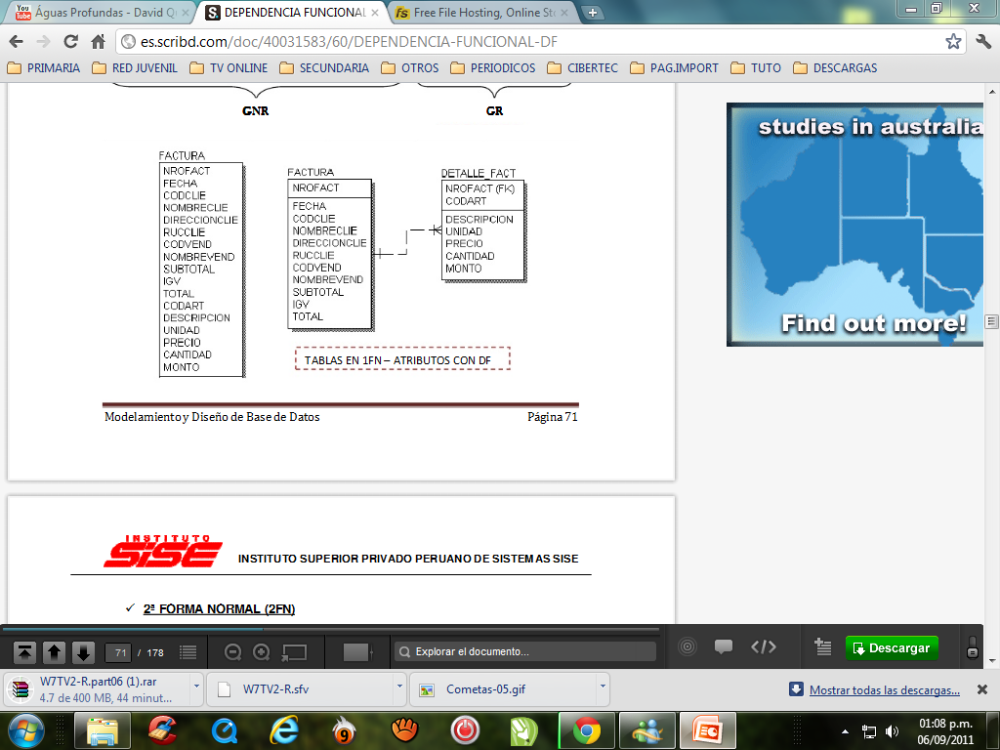 Águas Profundas - David Qu
DEPENDENCIA FUNCIONAL
Free File Hosting, Online Sto
es.scribd.com/doc/40031583/60/DEPENDENCIA-FUNCIONAL-DF
PRIMARIA
RED JUVENIL
TV ONLINE
SECUNDARIA
OTROS
PERIODICOS
CIBERTEC
PAG.IMPORT
TUTO
DESCARGAS
GNR
GR
FACTURA
NROFACT
FECHA
CODCLIE
NOMBRECLIE
DIRECCIONCLIE
RUCCLIE
CODVEND
NOMBREVEND
SUBTOTAL
IGV
TOTAL
CODART
DESCRIPCION
UNIDAD
PRECIO
CANTIDAD
MONTO
FACTURA
NROFACT
FECHA
CODCLIE
NOMBRECLIE
DIRECCIONCLIE
RUCCLIE
CODVEND
NOMBREVEND
SUBTOTAL
IGV
TOTAL
DETALLE_FACT
NROFACT (FK)
CODART
DESCRIPCION
UNIDAD
PRECIO
CANTIDAD
MONTO
TABLAS EN 1FN – ATRIBUTOS CON DF
Modelamiento y Diseño de Base de Datos
Página 71
studies in australia
Find out more!
INSTITUTO
SISE
INSTITUTO SUPERIOR PRIVADO PERUANO DE SISTEMAS SISE
✓ 2ª FORMA NORMAL (2FN)
71 / 178
Explorar el documento...
Descargar
W7TV2-R.part06 (1).rar
4.7 de 400 MB, 44 minut...
W7TV2-R.sfv
Cometas-05.gif
Mostrar todas las descargas...
01:08 p.m.
06/09/2011